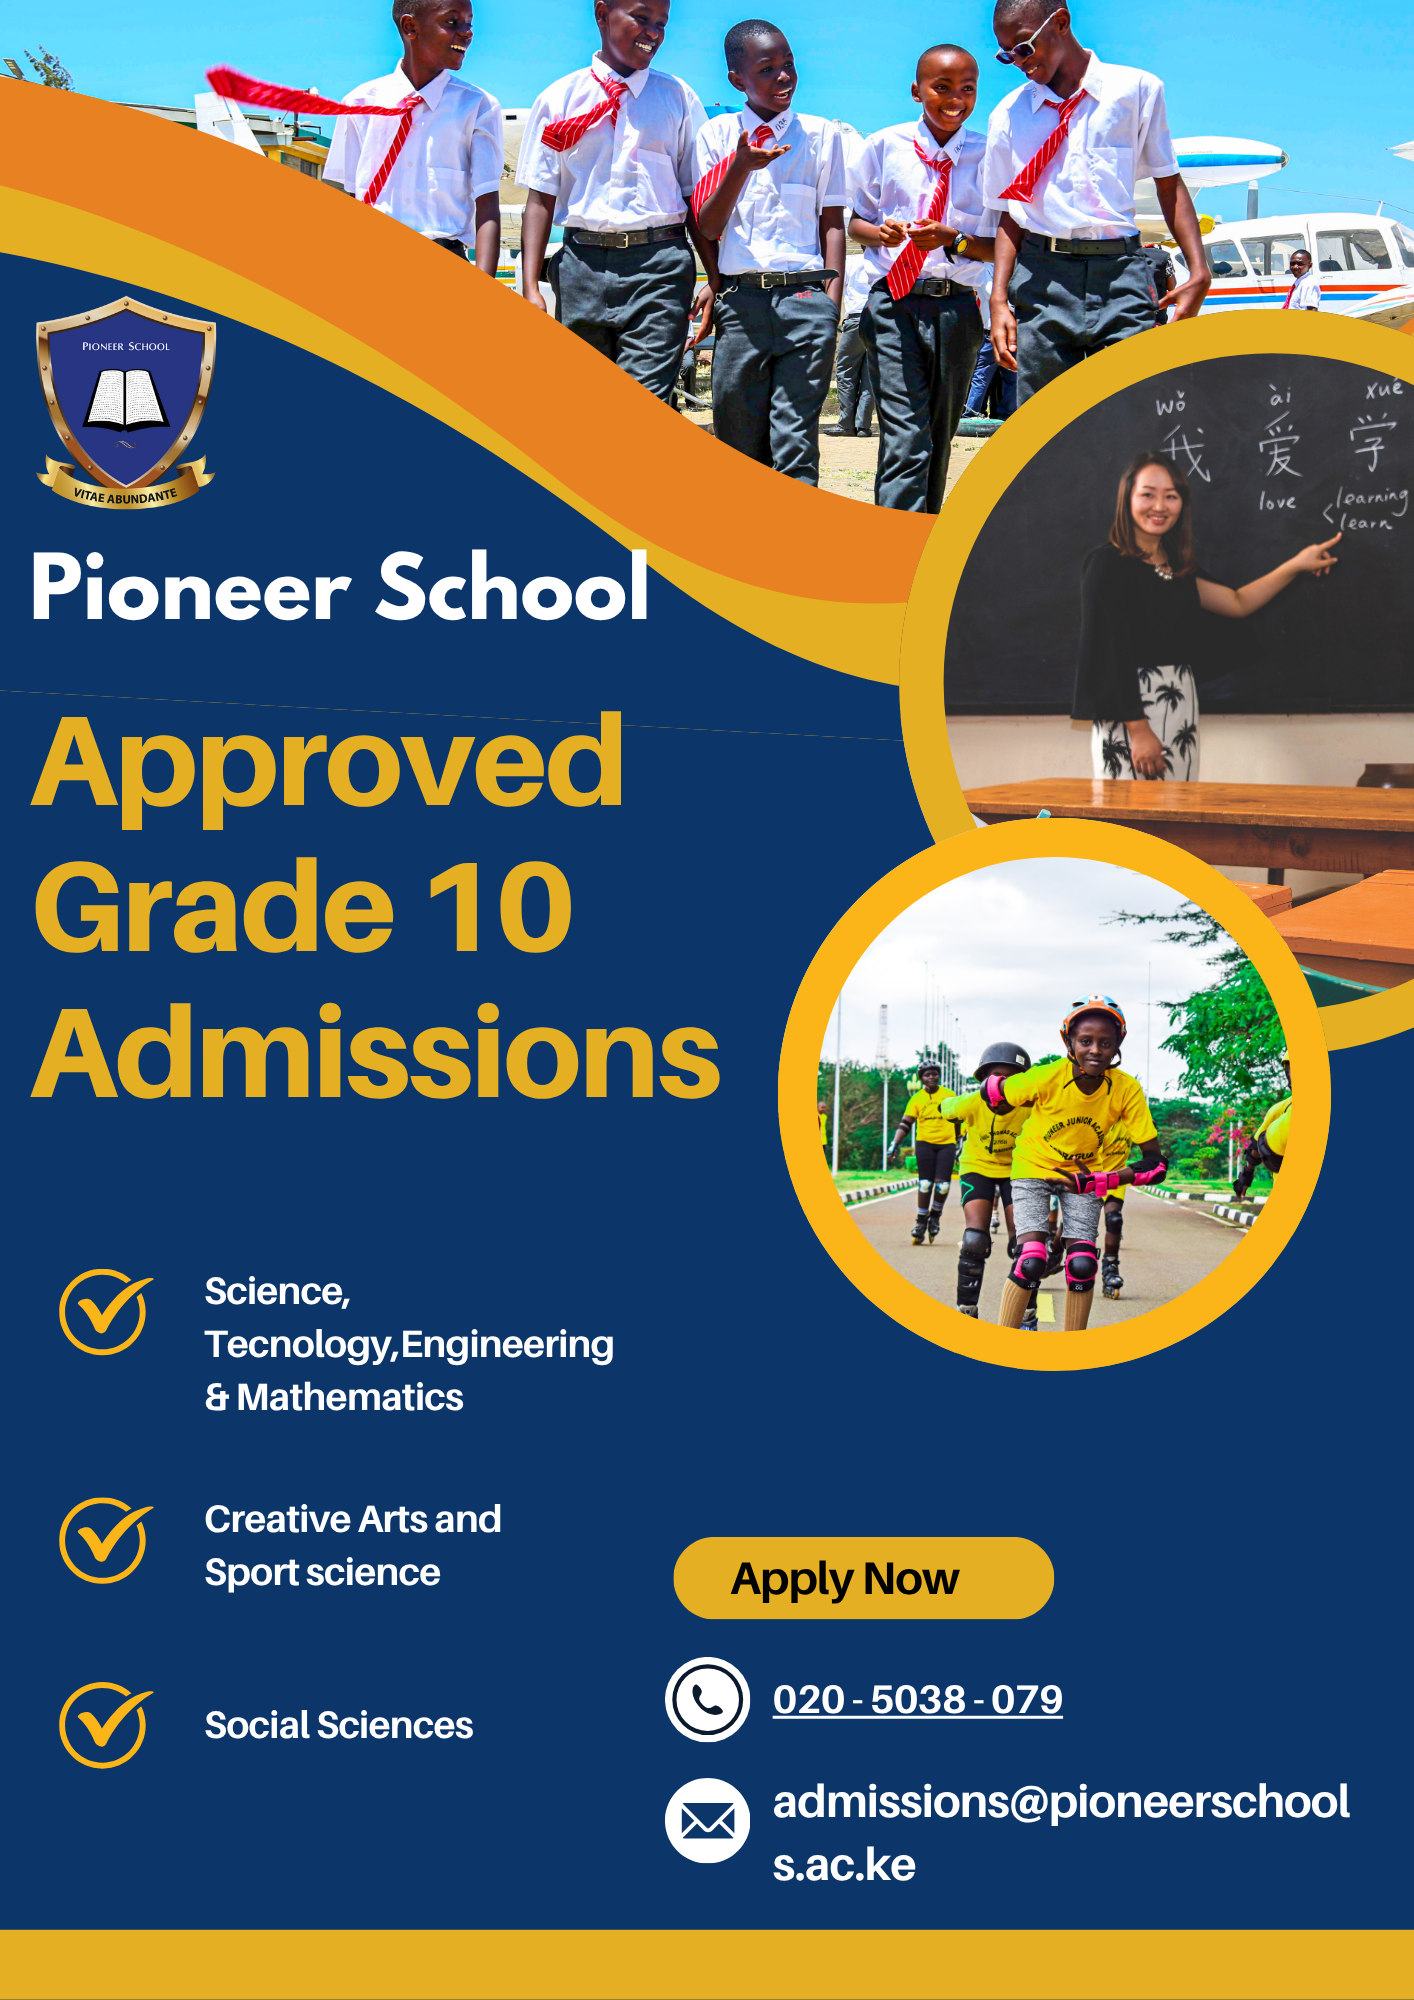 PIONEER SCHOOL
VITAE ABUNDANTE
wǒ ài xué
我 爱 学
love
learning
learn
Pioneer School
Approved
Grade 10
Admissions
PIONEER JUNIOR ACAD
Science,
Tecnology,Engineering
& Mathematics
Creative Arts and
Sport science
Social Sciences
Apply Now
020 - 5038 - 079
admissions@pioneerschool
s.ac.ke